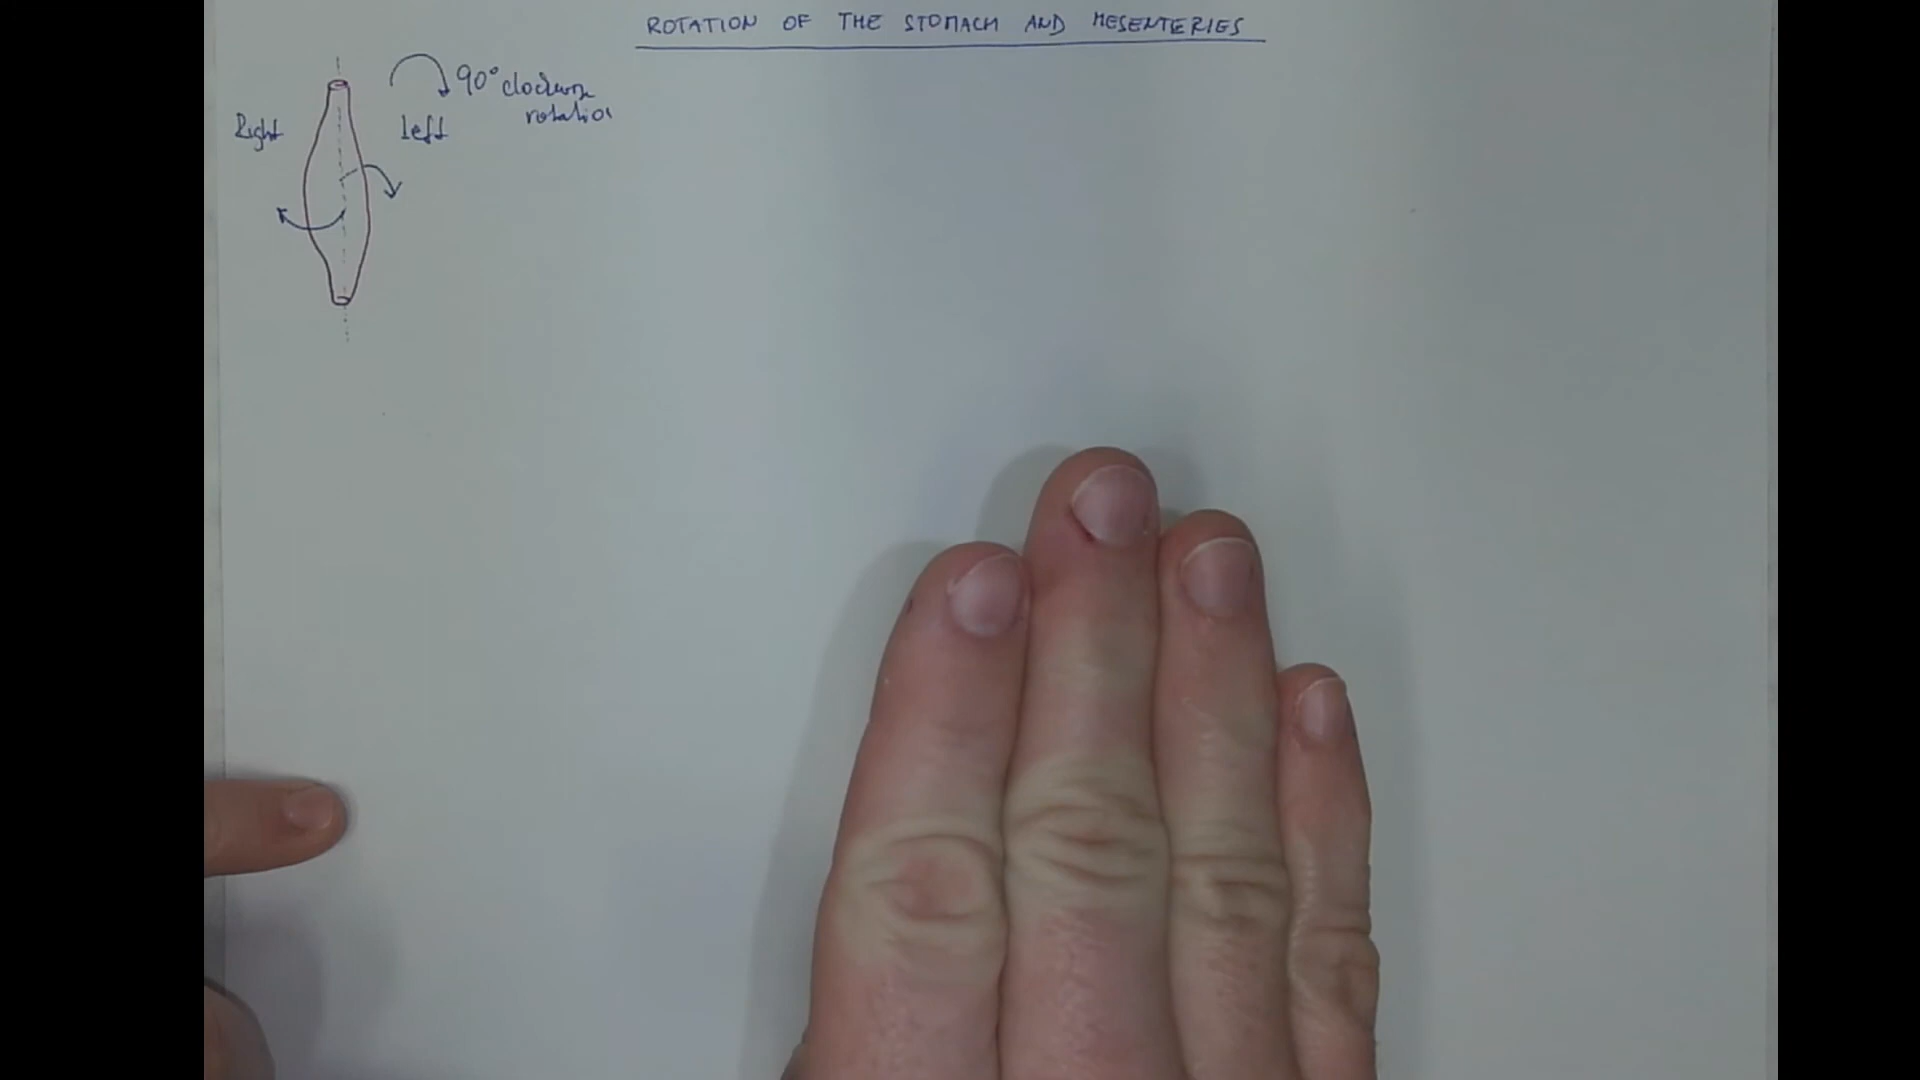 ROTATION OF THE STOMACH AND MESENTERIES
90° clockwise
rotation
Right
left